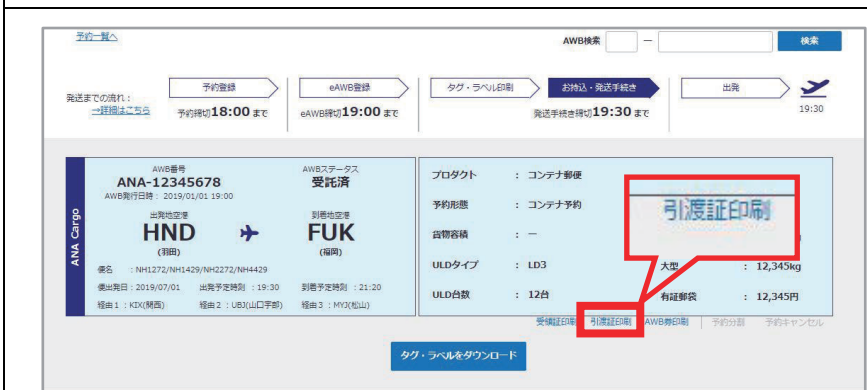 予約一覧へ
AWB検索 － 検索
発送までの流れ：
→詳細はこちら
予約登録
予約締切18:00 まで
eAWB登録
eAWB締切19:00 まで
タグ・ラベル印刷
お持込・発送手続き
発送手続き締切19:30 まで
出発
19:30
ANA Cargo
AWB番号
ANA-12345678
AWB発行日時： 2019/01/01 19:00
AWBステータス
受託済
出発地空港
HND
(羽田)
到着地空港
FUK
(福岡)
便名 ：NH1272/NH1429/NH2272/NH4429
便出発日：2019/07/01 出発予定時刻 ：19:30 到着予定時刻 ：21:20
経由1：KIX(関西) 経由2：UBJ(山口宇部) 経由3：MYJ(松山)
プロダクト ： コンテナ郵便
予約形態 ： コンテナ予約
貨物容積 ： －
ULDタイプ ： LD3
ULD台数 ： 12台
引渡証印刷
大型 ： 12,345kg
有証郵袋 ： 12,345円
受領証印刷 引渡証印刷 AWB券印刷 予約分割 予約キャンセル
タグ・ラベルをダウンロード